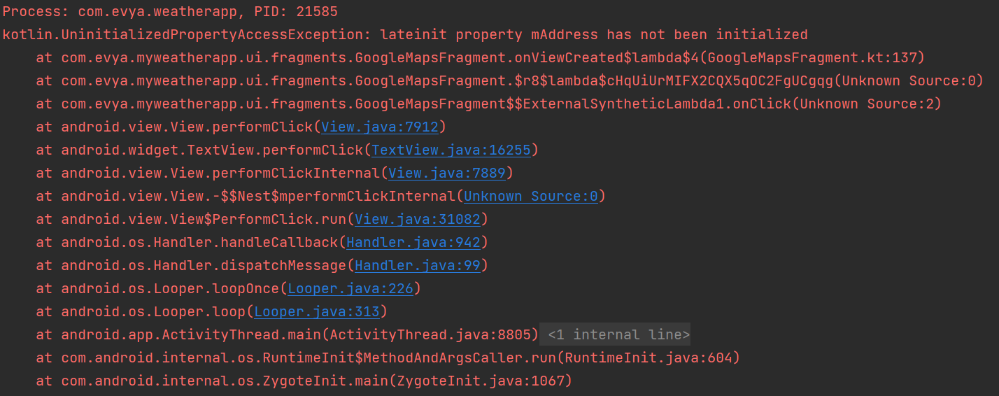 Process: com.evya.weatherapp, PID: 21585
kotlin.UninitializedPropertyAccessException: lateinit property mAddress has not been initialized
    at com.evya.myweatherapp.ui.fragments.GoogleMapsFragment.onViewCreated$lambda$4(GoogleMapsFragment.kt:137)
    at com.evya.myweatherapp.ui.fragments.GoogleMapsFragment.$r8$lambda$cHqUiUrMIFX2CQX5qOC2FgUCgqg(Unknown Source:0)
    at com.evya.myweatherapp.ui.fragments.GoogleMapsFragment$$ExternalSyntheticLambda1.onClick(Unknown Source:2)
    at android.view.View.performClick(View.java:7912)
    at android.widget.TextView.performClick(TextView.java:16255)
    at android.view.View.performClickInternal(View.java:7889)
    at android.view.View.-$$Nest$mperformClickInternal(Unknown Source:0)
    at android.view.View$PerformClick.run(View.java:31082)
    at android.os.Handler.handleCallback(Handler.java:942)
    at android.os.Handler.dispatchMessage(Handler.java:99)
    at android.os.Looper.loopOnce(Looper.java:226)
    at android.os.Looper.loop(Looper.java:313)
    at android.app.ActivityThread.main(ActivityThread.java:8805) <1 internal line>
    at com.android.internal.os.RuntimeInit$MethodAndArgsCaller.run(RuntimeInit.java:604)
    at com.android.internal.os.ZygoteInit.main(ZygoteInit.java:1067)